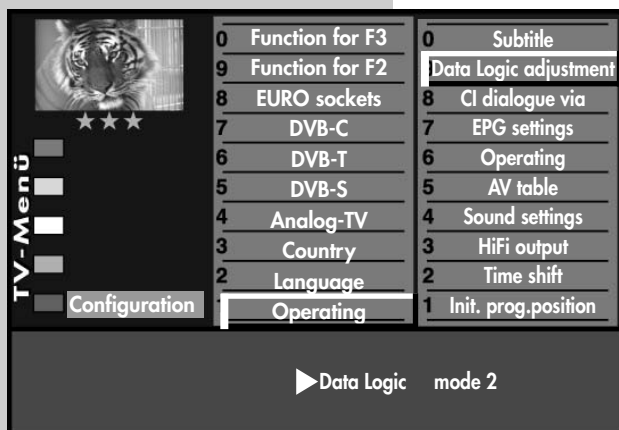 TV-Menü
Configuration
0 Function for F3
9 Function for F2
8 EURO sockets
7 DVB-C
6 DVB-T
5 DVB-S
4 Analog-TV
3 Country
2 Language
Operating
0 Subtitle
Data Logic adjustment
8 CI dialogue via
7 EPG settings
6 Operating
5 AV table
4 Sound settings
3 HiFi output
2 Time shift
1 Init. prog.position
Data Logic mode 2